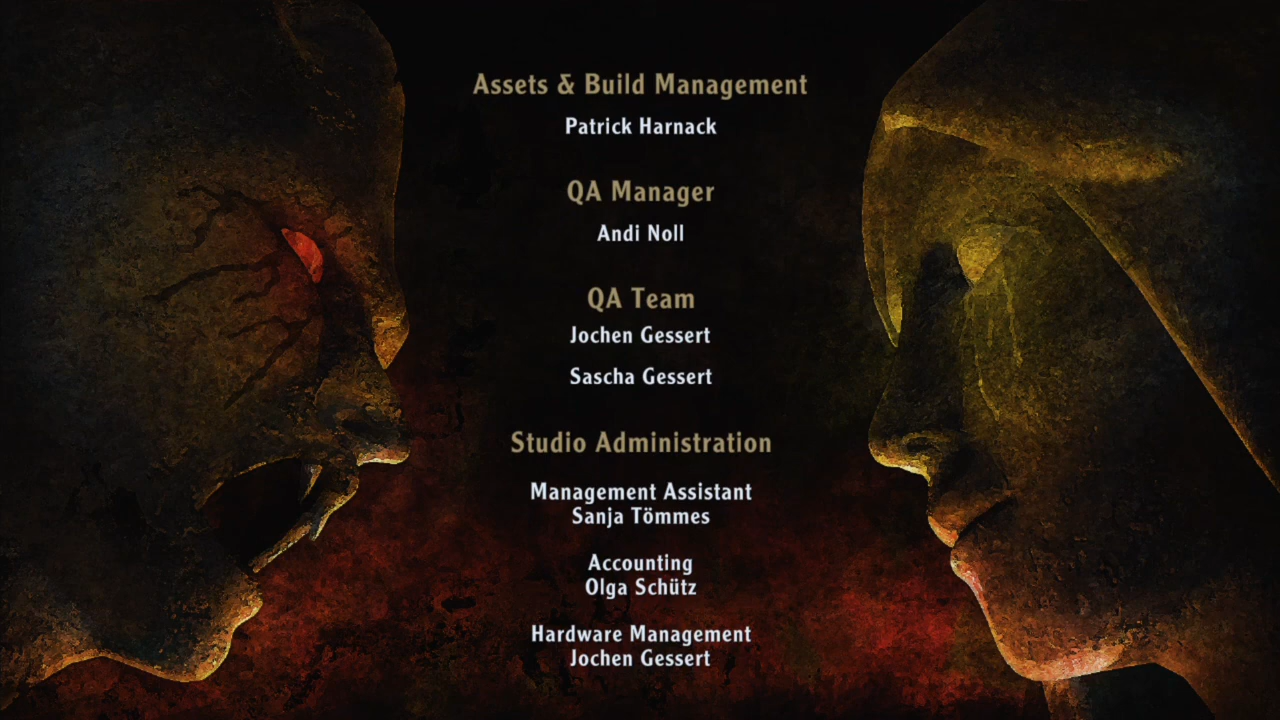 Assets & Build Management
Patrick Harnack
QA Manager
Andi Noll
QA Team
Jochen Gessert
Sascha Gessert
Studio Administration
Management Assistant
Sanja Tömmes
Accounting
Olga Schütz
Hardware Management
Jochen Gessert